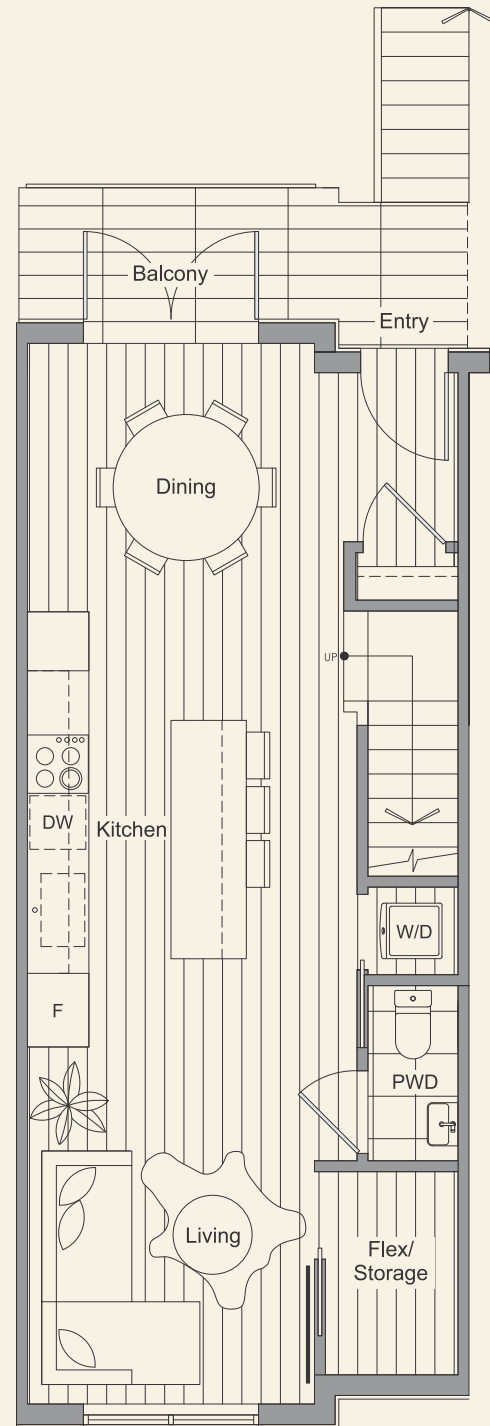 Balcony
Entry
Dining
UP
DW
Kitchen
W/D
F
PWD
Living
Flex/
Storage